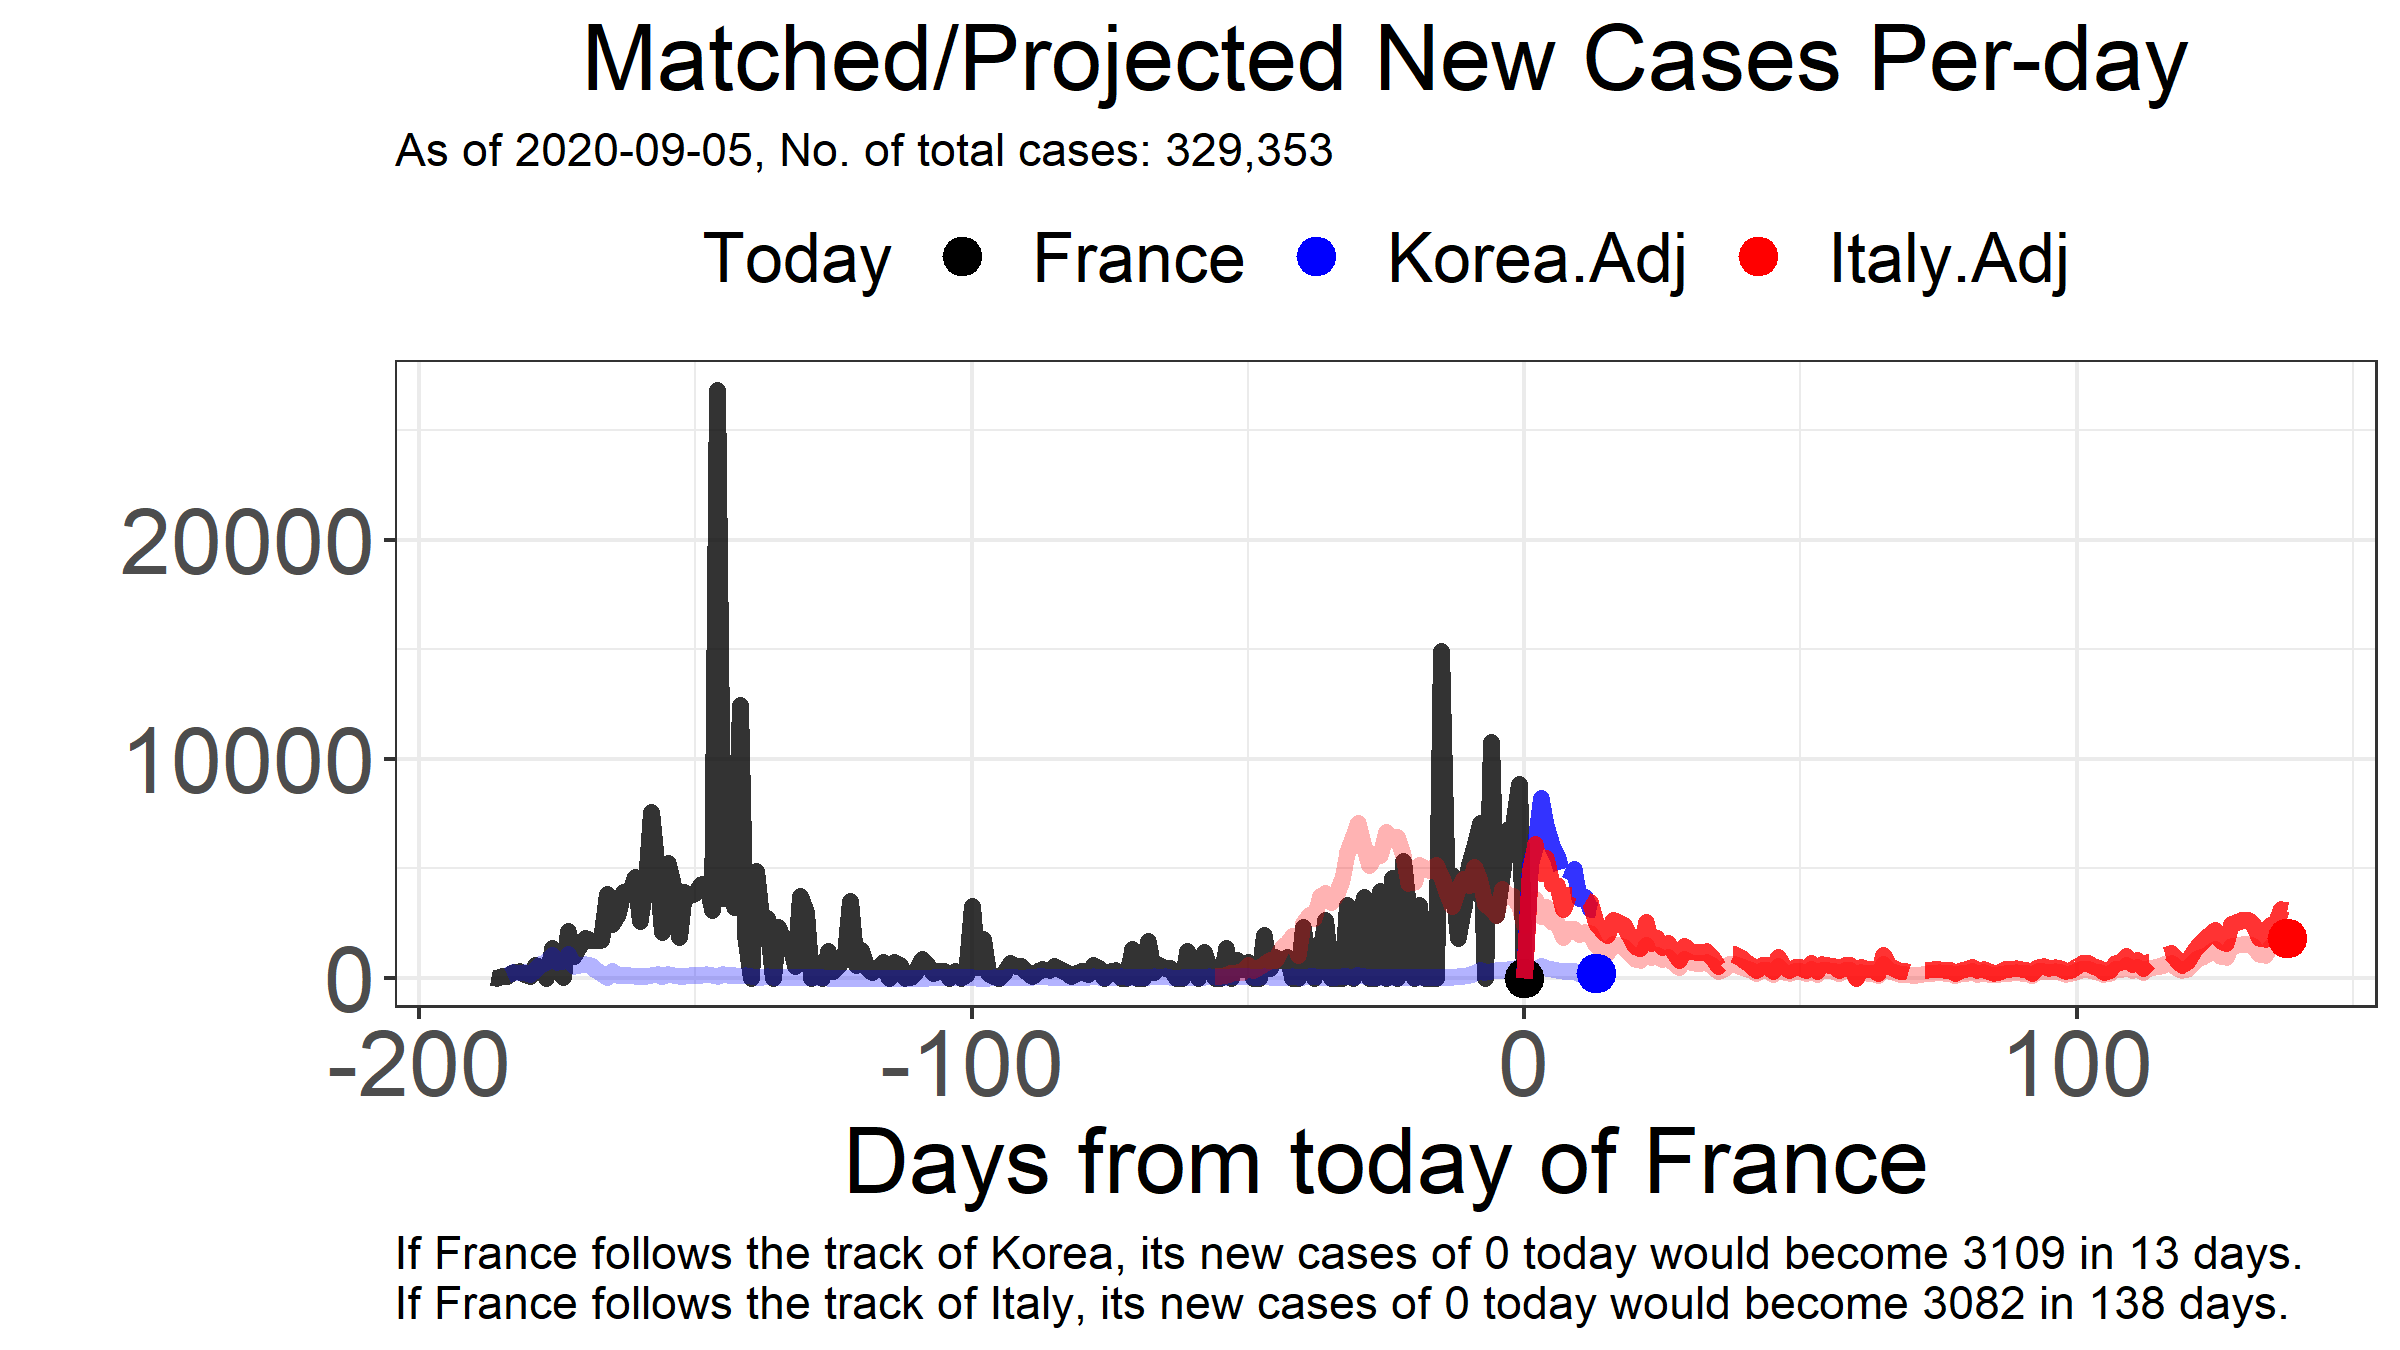 Matched/Projected New Cases Per-day
As of 2020-09-05, No. of total cases: 329,353
Today France Korea.Adj Italy.Adj
20000
10000
0
-200 -100 0 100
Days from today of France
If France follows the track of Korea, its new cases of 0 today would become 3109 in 13 days.
If France follows the track of Italy, its new cases of 0 today would become 3082 in 138 days.